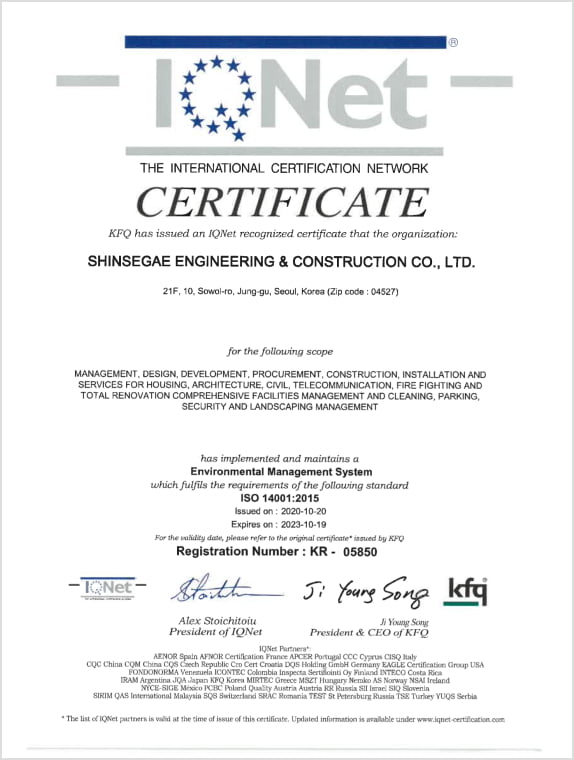 IQNet ®
THE INTERNATIONAL CERTIFICATION NETWORK
CERTIFICATE
KFQ has issued an IQNet recognized certificate that the organization:
SHINSEGAE ENGINEERING & CONSTRUCTION CO., LTD.
21F, 10, Sowol-ro, Jung-gu, Seoul, Korea (Zip code : 04527)
for the following scope
MANAGEMENT, DESIGN, DEVELOPMENT, PROCUREMENT, CONSTRUCTION, INSTALLATION AND
SERVICES FOR HOUSING, ARCHITECTURE, CIVIL, TELECOMMUNICATION, FIRE FIGHTING AND
TOTAL RENOVATION COMPREHENSIVE FACILITIES MANAGEMENT AND CLEANING, PARKING,
SECURITY AND LANDSCAPING MANAGEMENT
has implemented and maintains a
Environmental Management System
which fulfils the requirements of the following standard
ISO 14001:2015
Issued on : 2020-10-20
Expires on : 2023-10-19
For the validity date, please refer to the original certificate* issued by KFQ
Registration Number : KR - 05850
IQNet
Ji Young Song
kfq
Alex Stoichitoiu
President of IQNet
Ji Young Song
President & CEO of KFQ
IQNet Partners*:
AENOR Spain AFNOR Certification France APCER Portugal CCC Cyprus CISQ Italy
CQC China CQM China CQS Czech Republic Cro Cert Croatia DQS Holding GmbH Germany EAGLE Certification Group USA
FONDONORMA Venezuela ICONTEC Colombia Inspecta Sertifiointi Oy Finland INTECO Costa Rica
IRAM Argentina JQA Japan KFQ Korea MIRTEC Greece MSZT Hungary Nemko AS Norway NSAI Ireland
NYCE-SIGE México PCBC Poland Quality Austria Austria RR Russia SII Israel SIQ Slovenia
SIRIM QAS International Malaysia SQS Switzerland SRAC Romania TEST St Petersburg Russia TSE Turkey YUQS Serbia
* The list of IQNet partners is valid at the time of issue of this certificate. Updated information is available under www.iqnet-certification.com